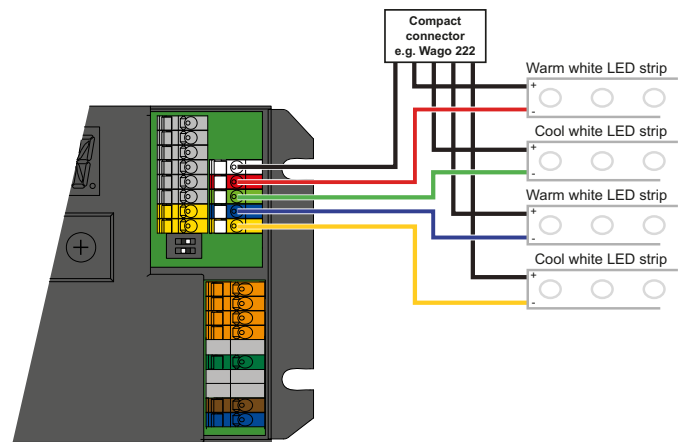 Compact
connector
e.g. Wago 222
Warm white LED strip
+
-
Cool white LED strip
+
-
Warm white LED strip
+
-
Cool white LED strip
+
-